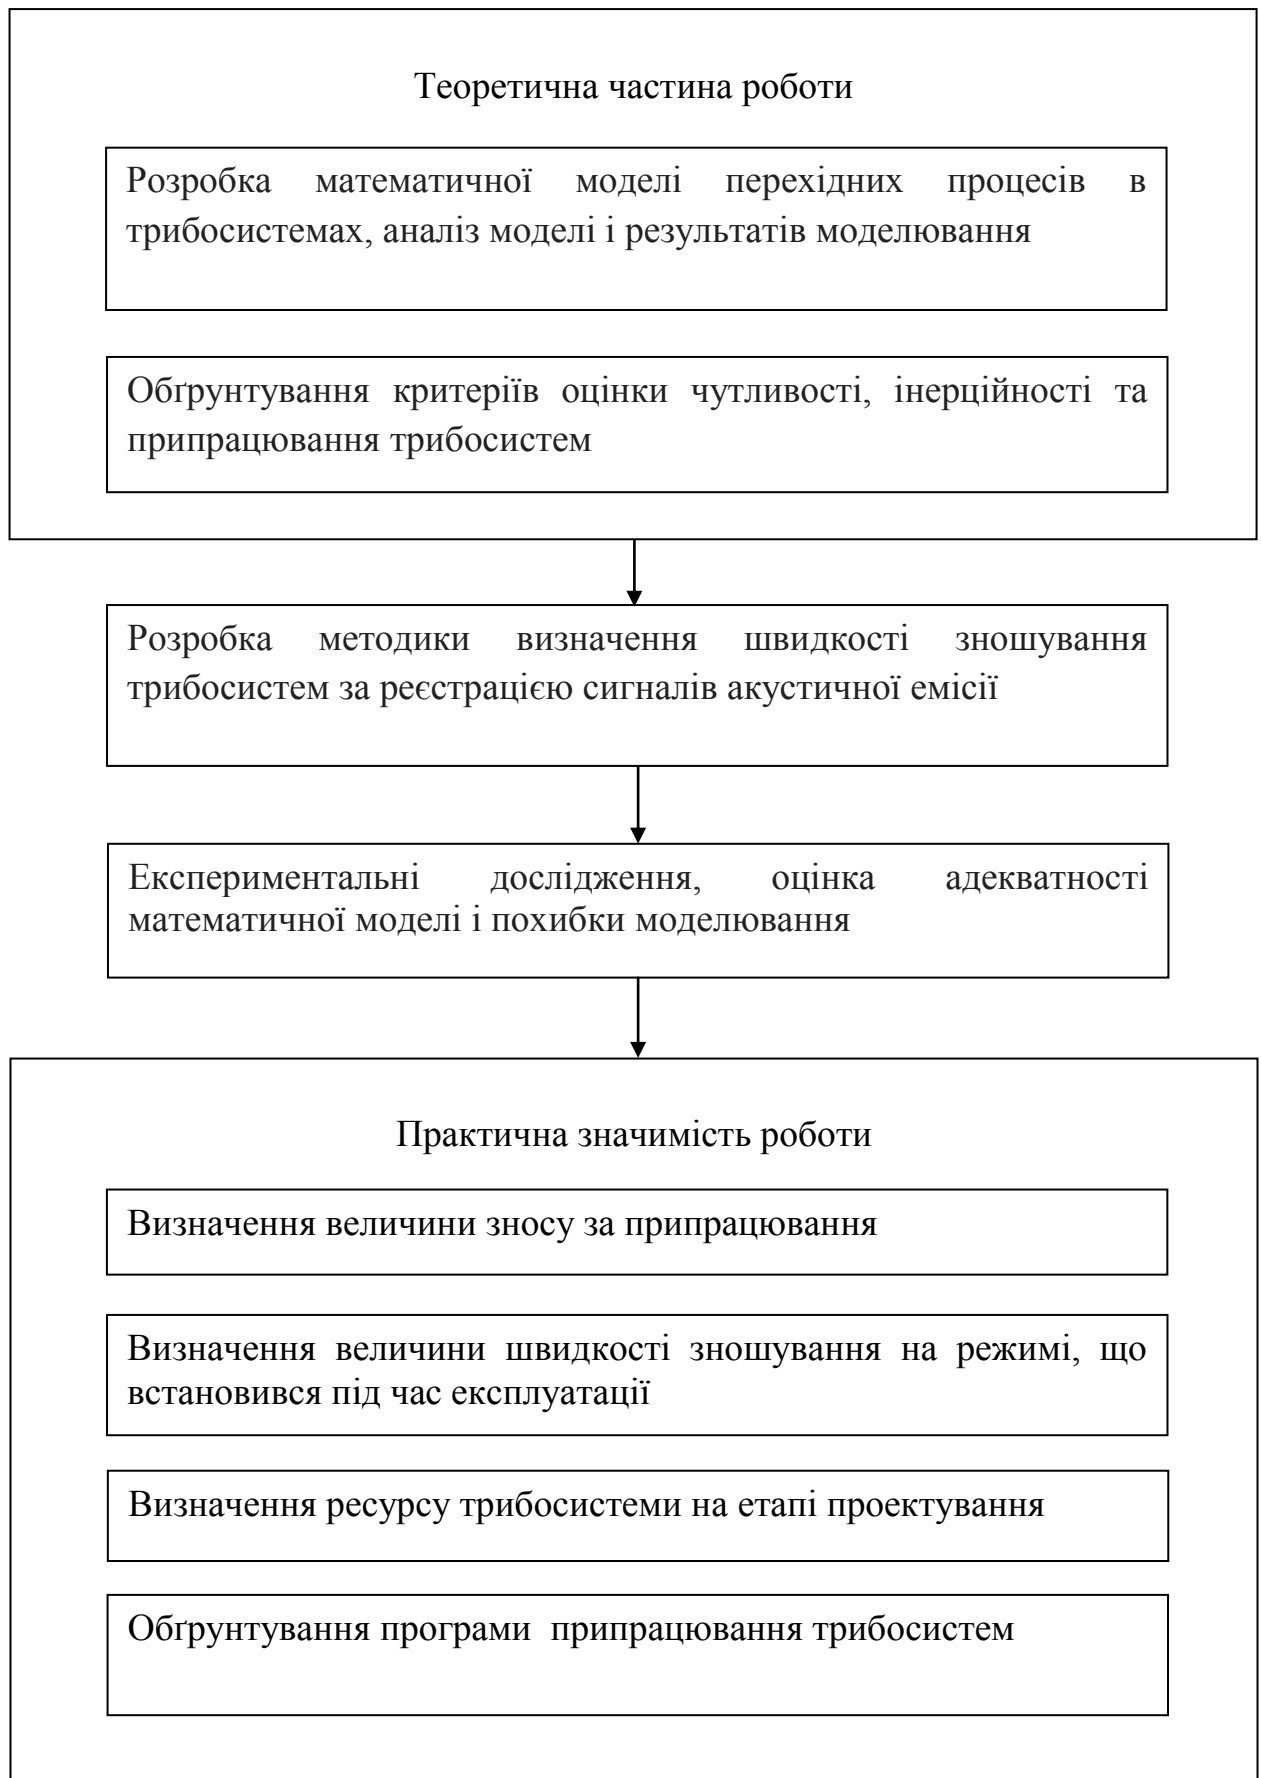 Теоретична частина роботи
Розробка математичної моделі перехідних процесів в
трибосистемах, аналіз моделі і результатів моделювання
Обґрунтування критеріїв оцінки чутливості, інерційності та
припрацювання трибосистем
Розробка методики визначення швидкості зношування
трибосистем за реєстрацією сигналів акустичної емісії
Експериментальні дослідження, оцінка адекватності
математичної моделі і похибки моделювання
Практична значимість роботи
Визначення величини зносу за припрацювання
Визначення величини швидкості зношування на режимі, що
встановився під час експлуатації
Визначення ресурсу трибосистеми на етапі проектування
Обґрунтування програми припрацювання трибосистем